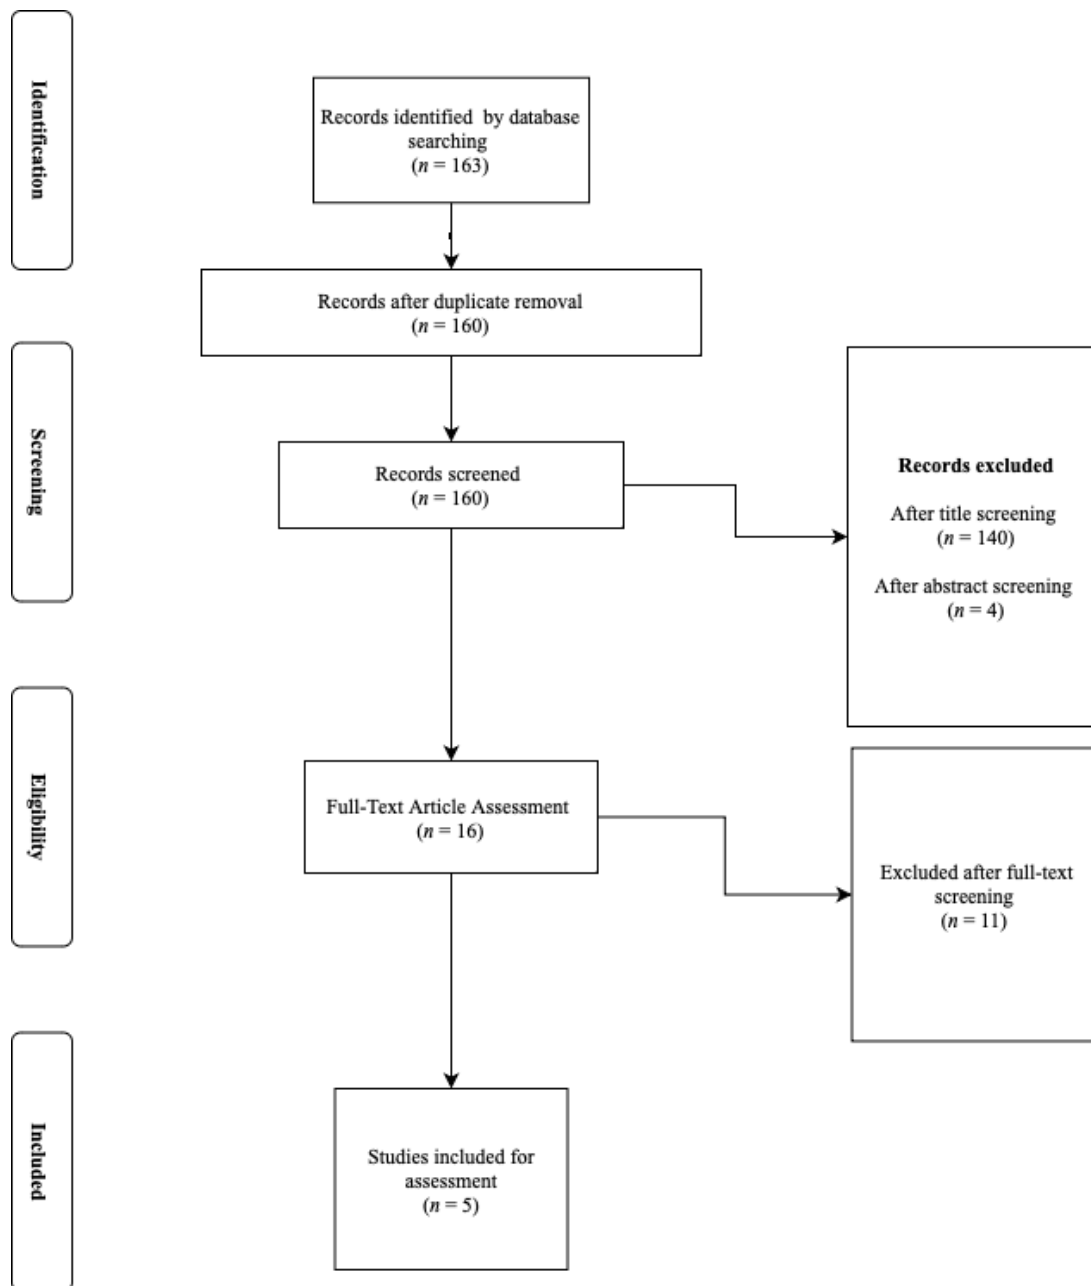 Identification
Records identified by database
searching
(n = 163)
Records after duplicate removal
(n = 160)
Screening
Records screened
(n = 160)
Records excluded
After title screening
(n = 140)
After abstract screening
(n = 4)
Eligibility
Full-Text Article Assessment
(n = 16)
Excluded after full-text
screening
(n = 11)
Included
Studies included for
assessment
(n = 5)